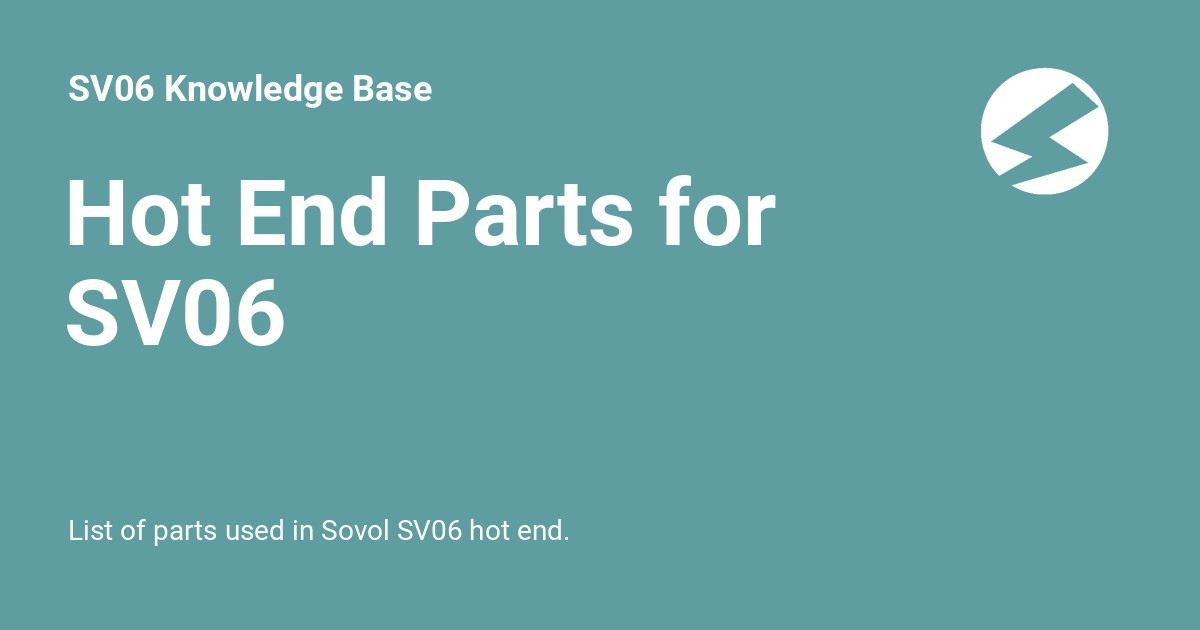 SV06 Knowledge Base
Hot End Parts for
SV06
List of parts used in Sovol SV06 hot end.